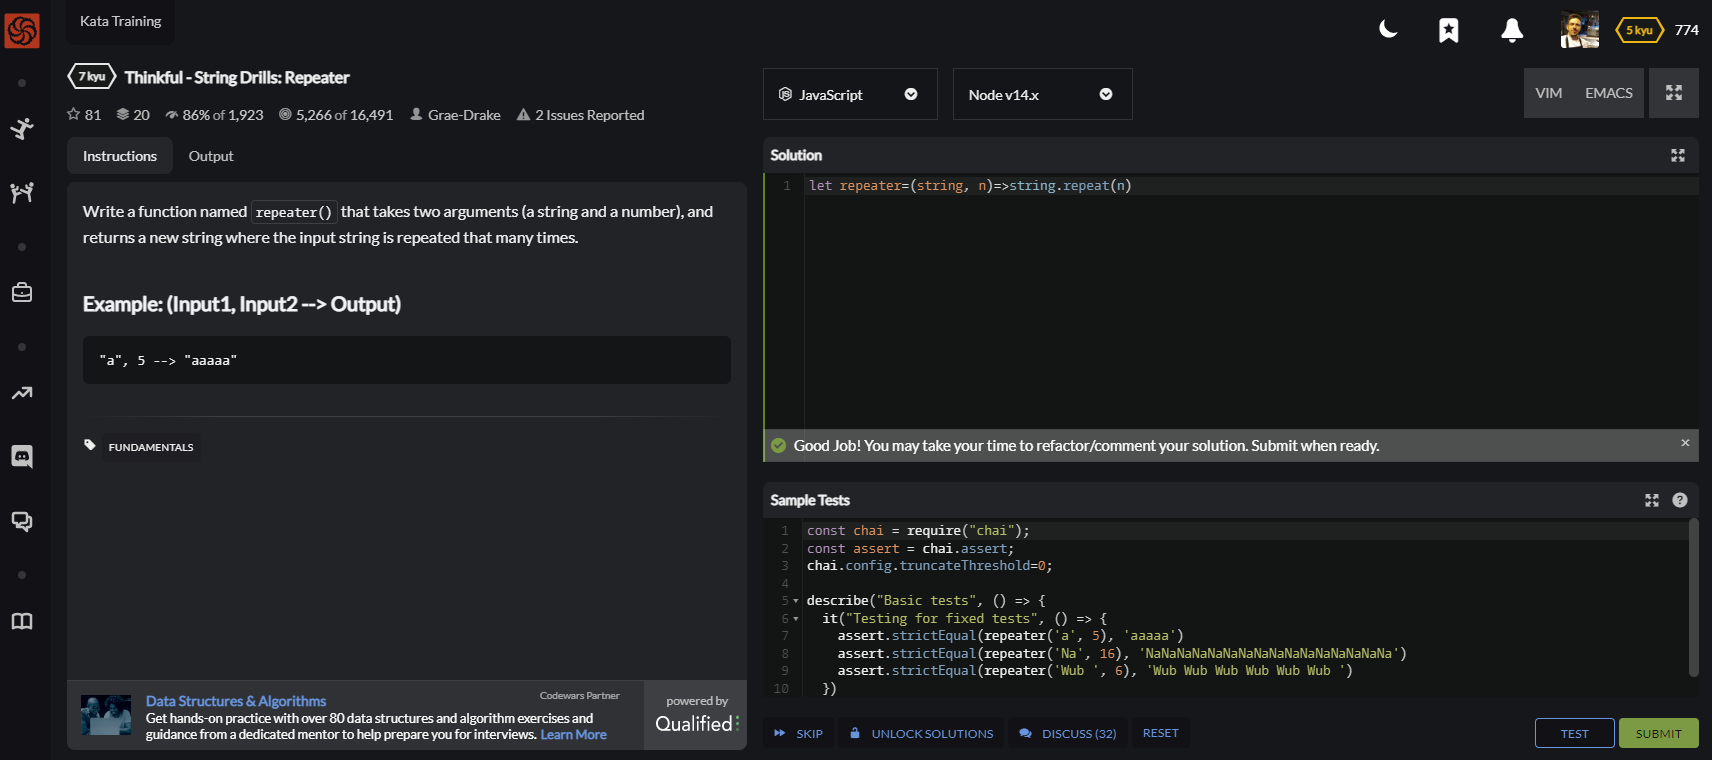 Kata Training
5 kyu 774
7 kyu Thinkful - String Drills: Repeater
81 20 86% of 1,923 5,266 of 16,491 Grae-Drake 2 Issues Reported
Instructions Output
Write a function named repeater() that takes two arguments (a string and a number), and
returns a new string where the input string is repeated that many times.
Example: (Input1, Input2 --> Output)
"a", 5 --> "aaaaa"
FUNDAMENTALS
Codewars Partner
Data Structures & Algorithms
Get hands-on practice with over 80 data structures and algorithm exercises and
guidance from a dedicated mentor to help prepare you for interviews. Learn More
powered by
Qualified
JavaScript Node v14.x VIM EMACS
Solution
1 let repeater=(string, n)=>string.repeat(n)
Good Job! You may take your time to refactor/comment your solution. Submit when ready. ×
Sample Tests
1 const chai = require("chai");
2 const assert = chai.assert;
3 chai.config.truncateThreshold=0;
4
5 describe("Basic tests", () => {
6 it("Testing for fixed tests", () => {
7 assert.strictEqual(repeater('a', 5), 'aaaaa')
8 assert.strictEqual(repeater('Na', 16), 'NaNaNaNaNaNaNaNaNaNaNaNaNaNaNaNa')
9 assert.strictEqual(repeater('Wub ', 6), 'Wub Wub Wub Wub Wub Wub ')
10 })
SKIP UNLOCK SOLUTIONS DISCUSS (32) RESET TEST SUBMIT